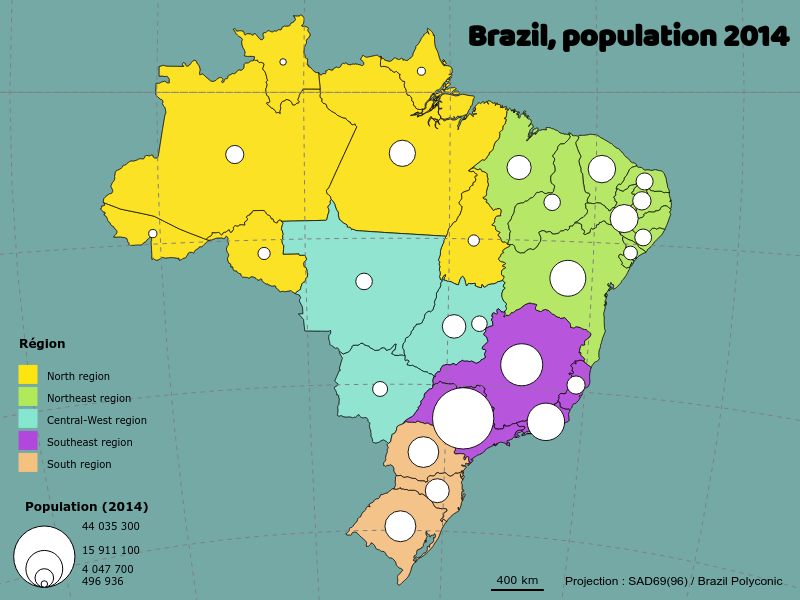 Brazil, population 2014
Région
North region
Northeast region
Central-West region
Southeast region
South region
Population (2014)
44 035 300
15 911 100
4 047 700
496 936
400 km
Projection : SAD69(96) / Brazil Polyconic